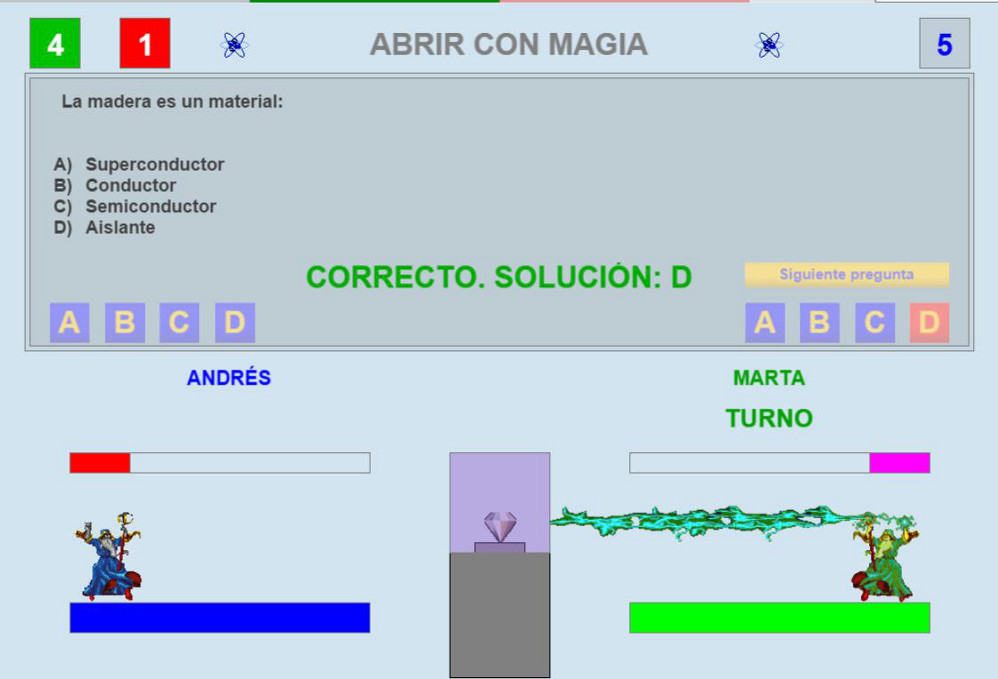 4 1 ABRIR CON MAGIA 5
La madera es un material:
A) Superconductor
B) Conductor
C) Semiconductor
D) Aislante
CORRECTO. SOLUCIÓN: D
Siguiente pregunta
A B C D A B C D
ANDRÉS MARTA
TURNO